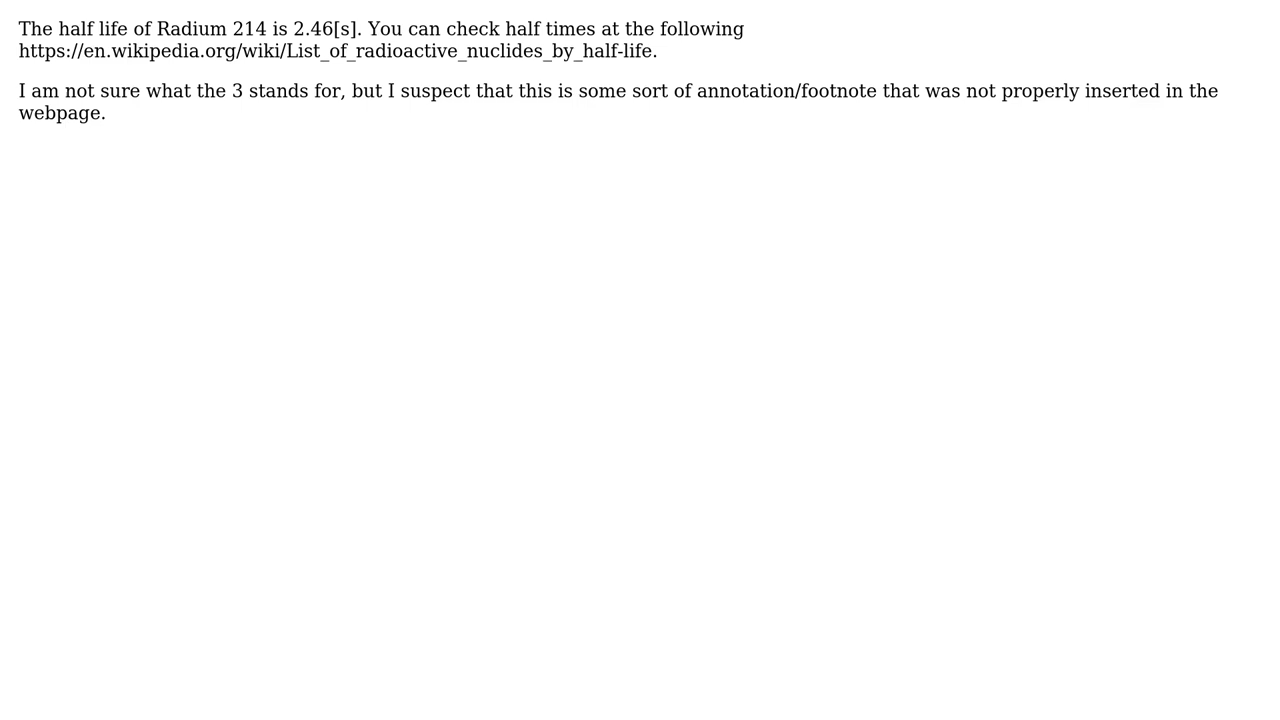 The half life of Radium 214 is 2.46[s]. You can check half times at the following
https://en.wikipedia.org/wiki/List_of_radioactive_nuclides_by_half-life.
I am not sure what the 3 stands for, but I suspect that this is some sort of annotation/footnote that was not properly inserted in the
webpage.